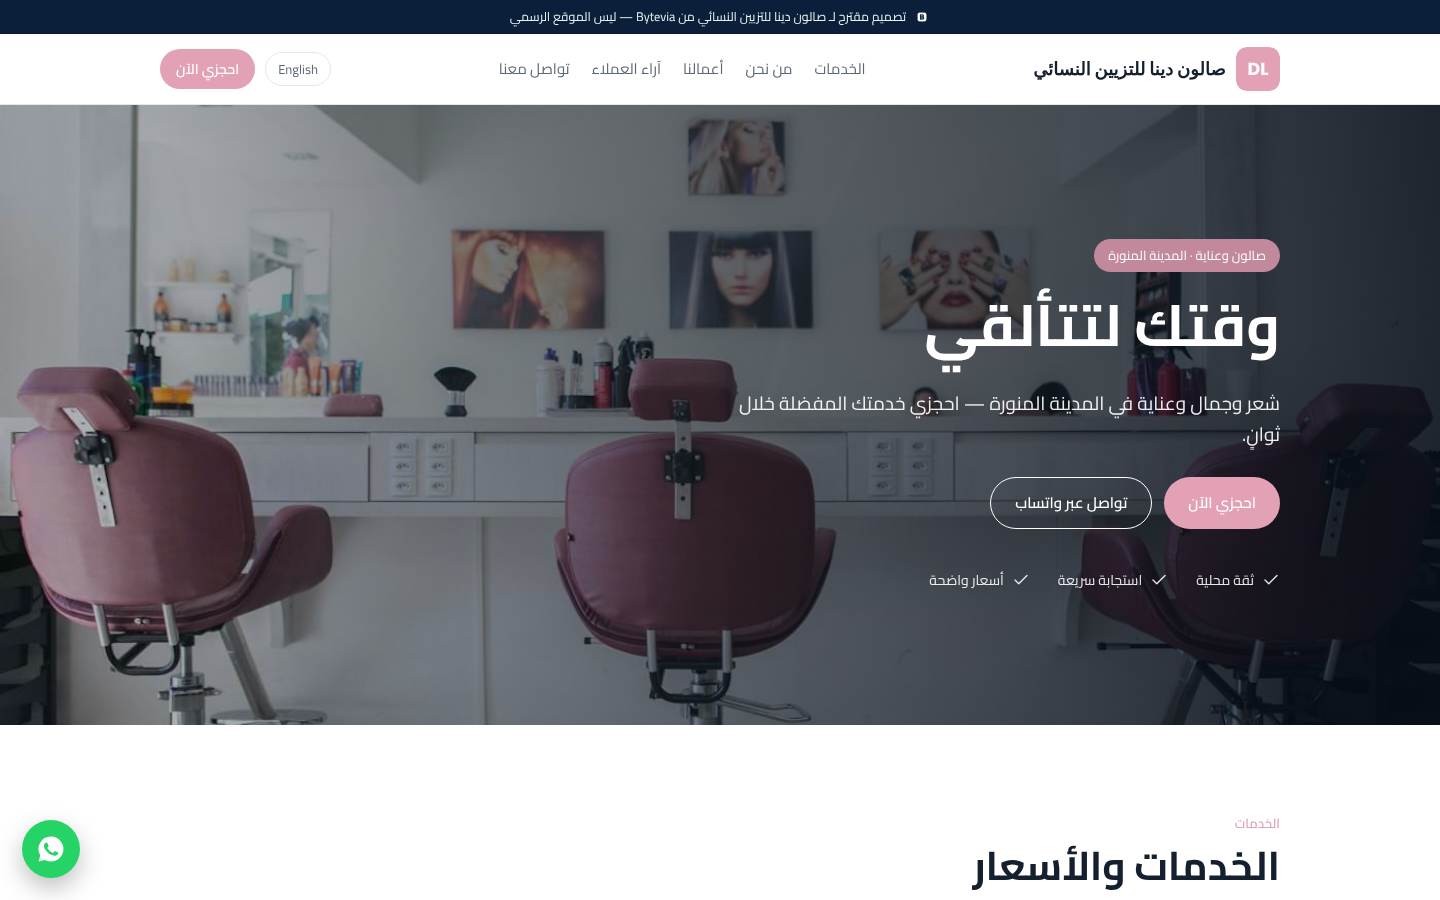 تصميم مقترح لـ صالون دينا للتزيين النسائي من Bytevia — ليس الموقع الرسمي
DL
صالون دينا للتزيين النسائي
الخدمات
من نحن
أعمالنا
آراء العملاء
تواصل معنا
English
احجزي الآن
صالون وعناية · المدينة المنورة
وقتك لتتألقي
شعر وجمال وعناية في المدينة المنورة — احجزي خدمتك المفضلة خلال
ثوانٍ.
احجزي الآن
تواصل عبر واتساب
ثقة محلية
استجابة سريعة
أسعار واضحة
الخدمات
الخدمات والأسعار